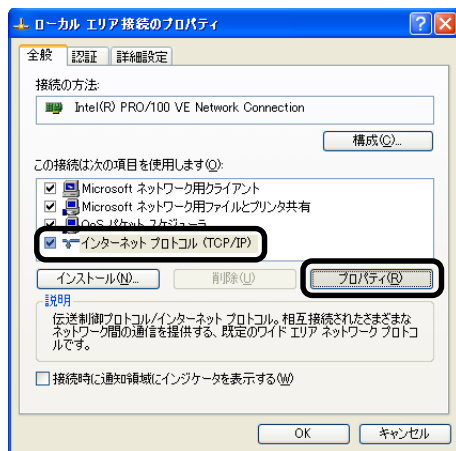 ローカル エリア接続のプロパティ
全般 認証 詳細設定
接続の方法:
Intel(R) PRO/100 VE Network Connection
構成(C)...
この接続は次の項目を使用します(O):
Microsoft ネットワーク用クライアント
Microsoft ネットワーク用ファイルとプリンタ共有
QoS パケット スケジューラ
インターネット プロトコル (TCP/IP)
インストール(N)... 削除(U) プロパティ(R)
説明
伝送制御プロトコル/インターネット プロトコル。相互接続されたさまざまな
ネットワーク間の通信を提供する、既定のワイド エリア ネットワーク プロトコ
ルです。
接続時に通知領域にインジケータを表示する(W)
OK キャンセル